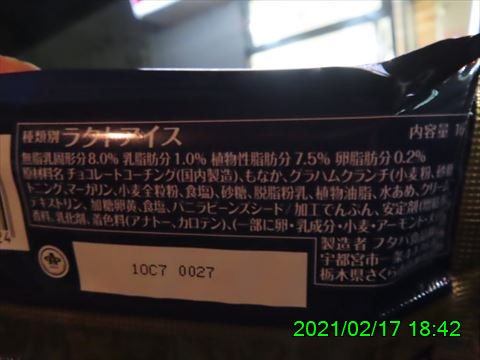 種類別 ラクトアイス 内容量
無脂乳固形分8.0% 乳脂肪分1.0% 植物性脂肪分7.5% 卵脂肪分0.2%
原材料名 チョコレートコーチング(国内製造)、もなか、グラハムクランチ(小麦粉、砂糖
トニング、マーガリン、小麦全粒粉、食塩)、砂糖、脱脂粉乳、植物油脂、水あめ、クリー
デキストリン、加糖卵黄、食塩、バニラビーンズシート/加工でんぷん、安定剤(増粘
香料、乳化剤、着色料(アナトー、カロテン)、(一部に卵・乳成分・小麦・アーモンド・
製造者 フタバ食
宇都宮市一
栃木県さくら
10C7 0027
2021/02/17 18:42